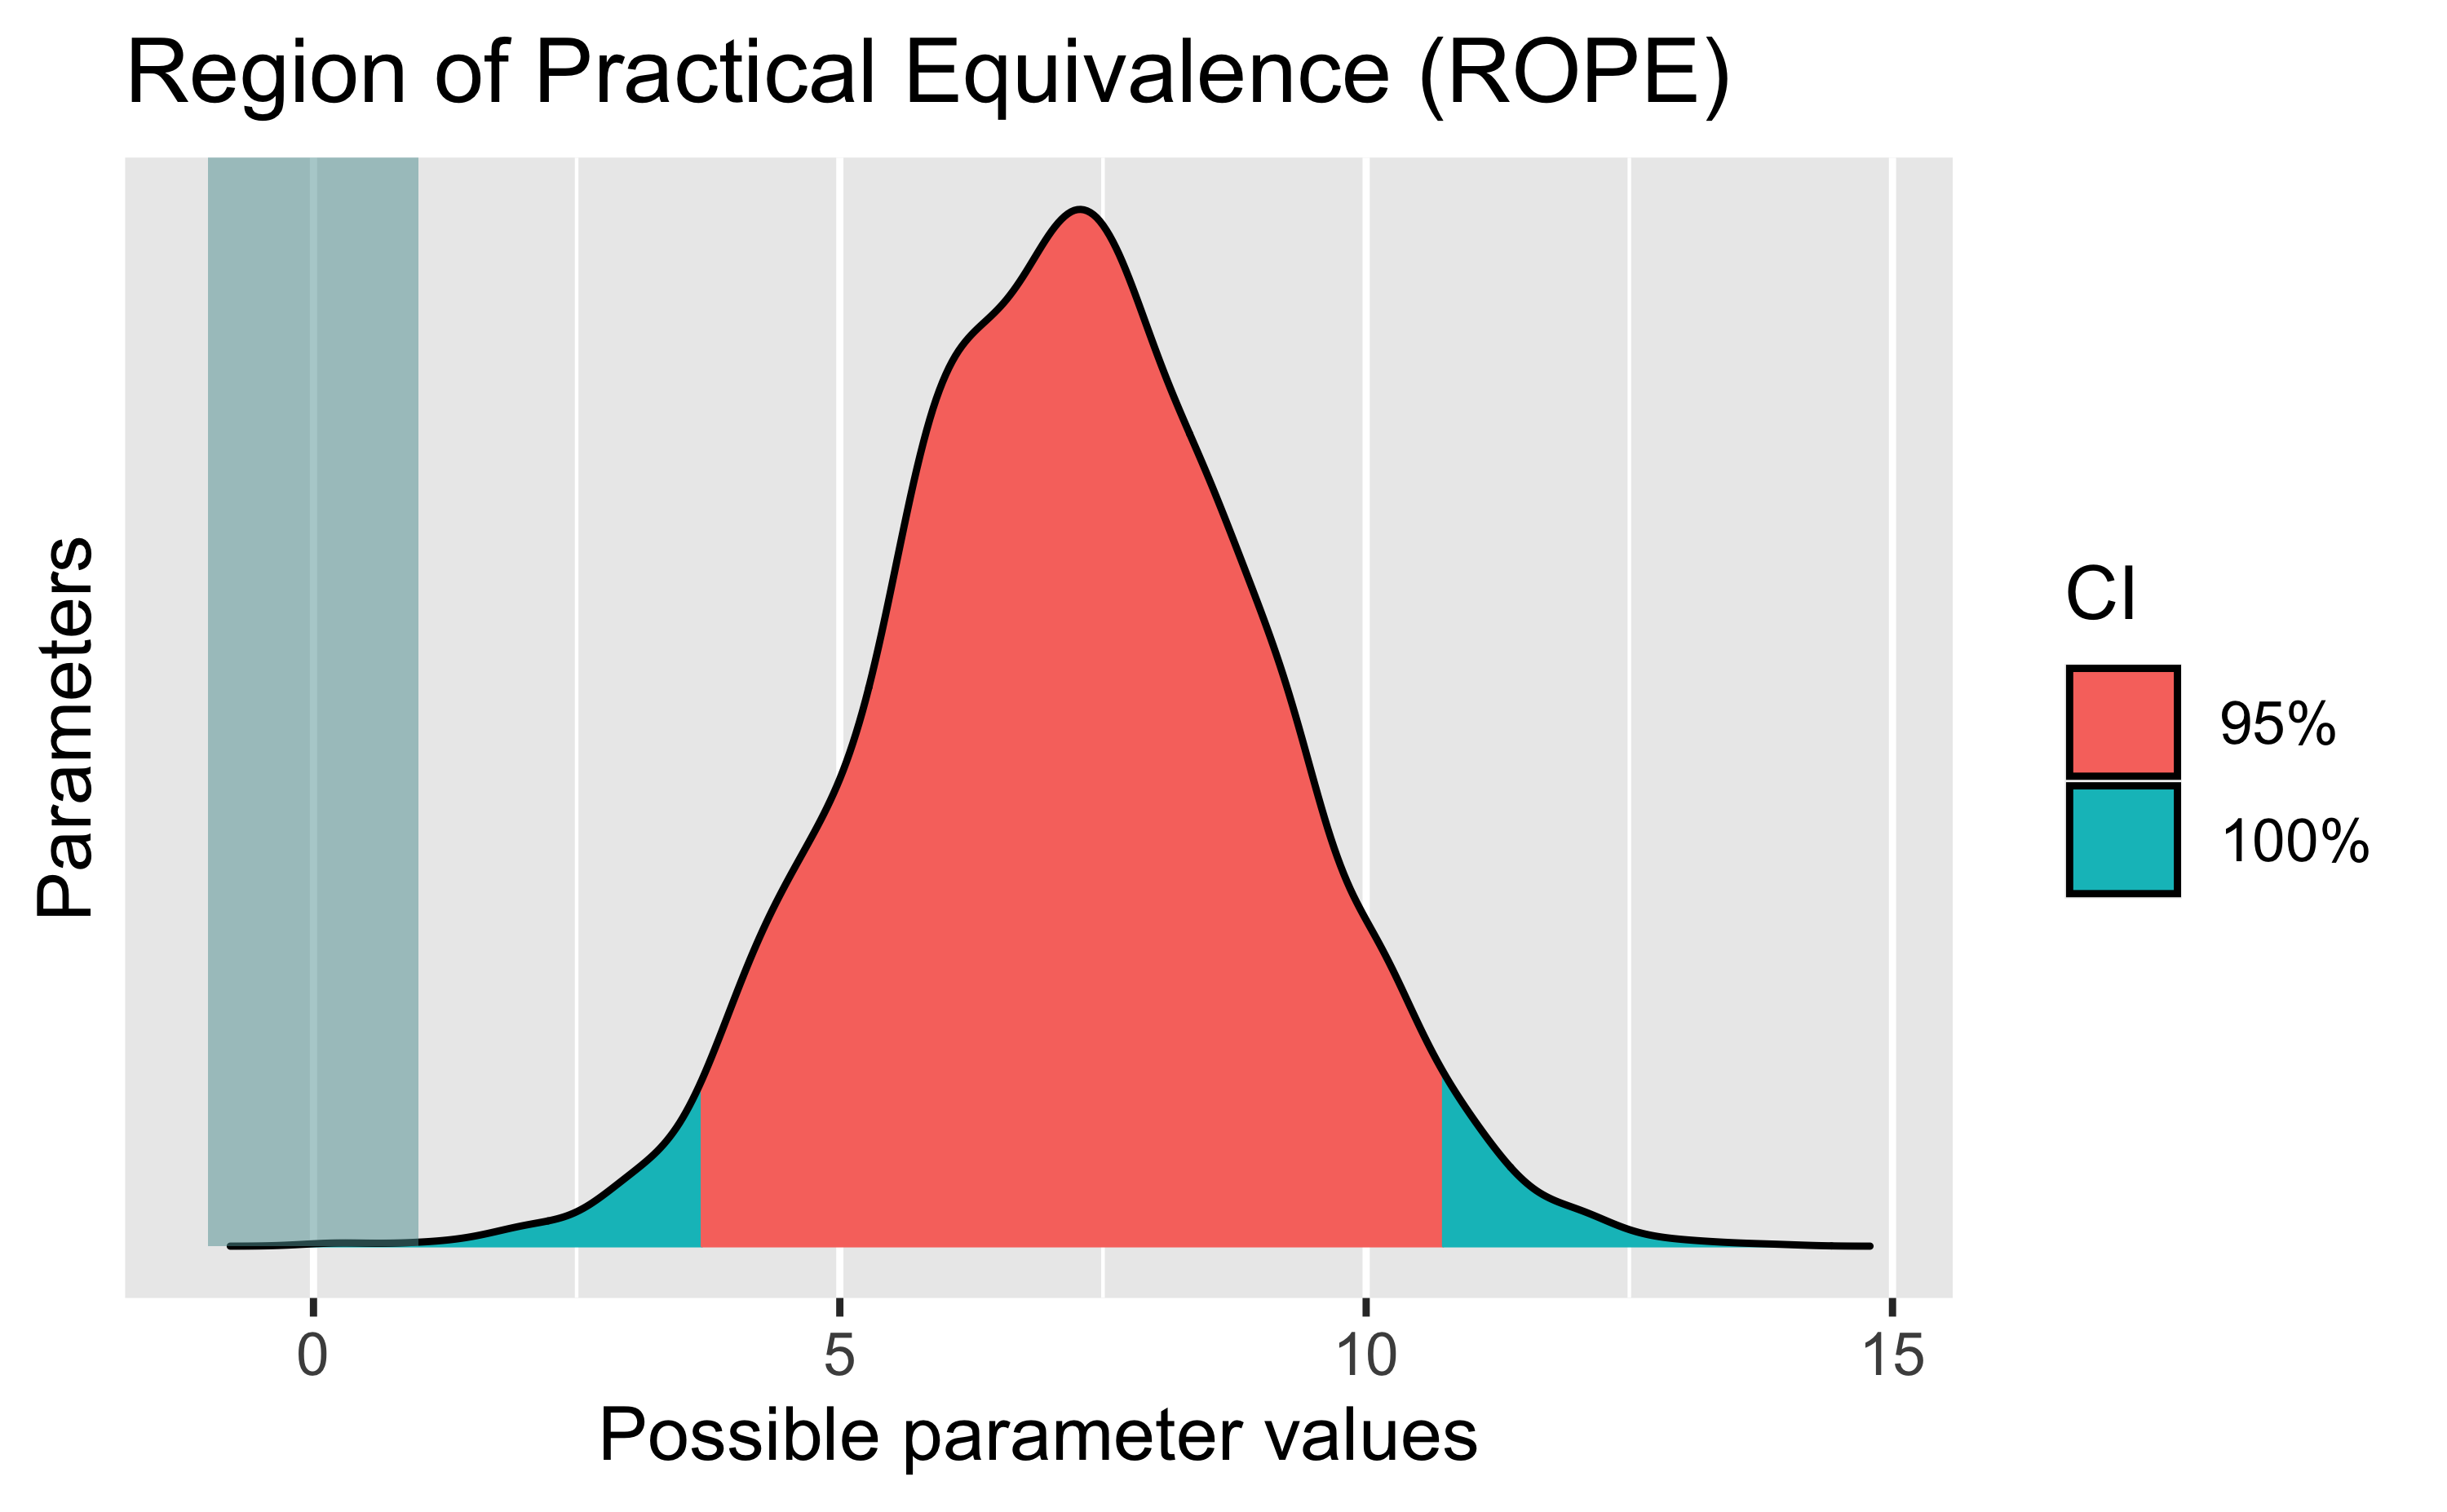 Region of Practical Equivalence (ROPE)
Parameters
CI
95%
100%
0 5 10 15
Possible parameter values